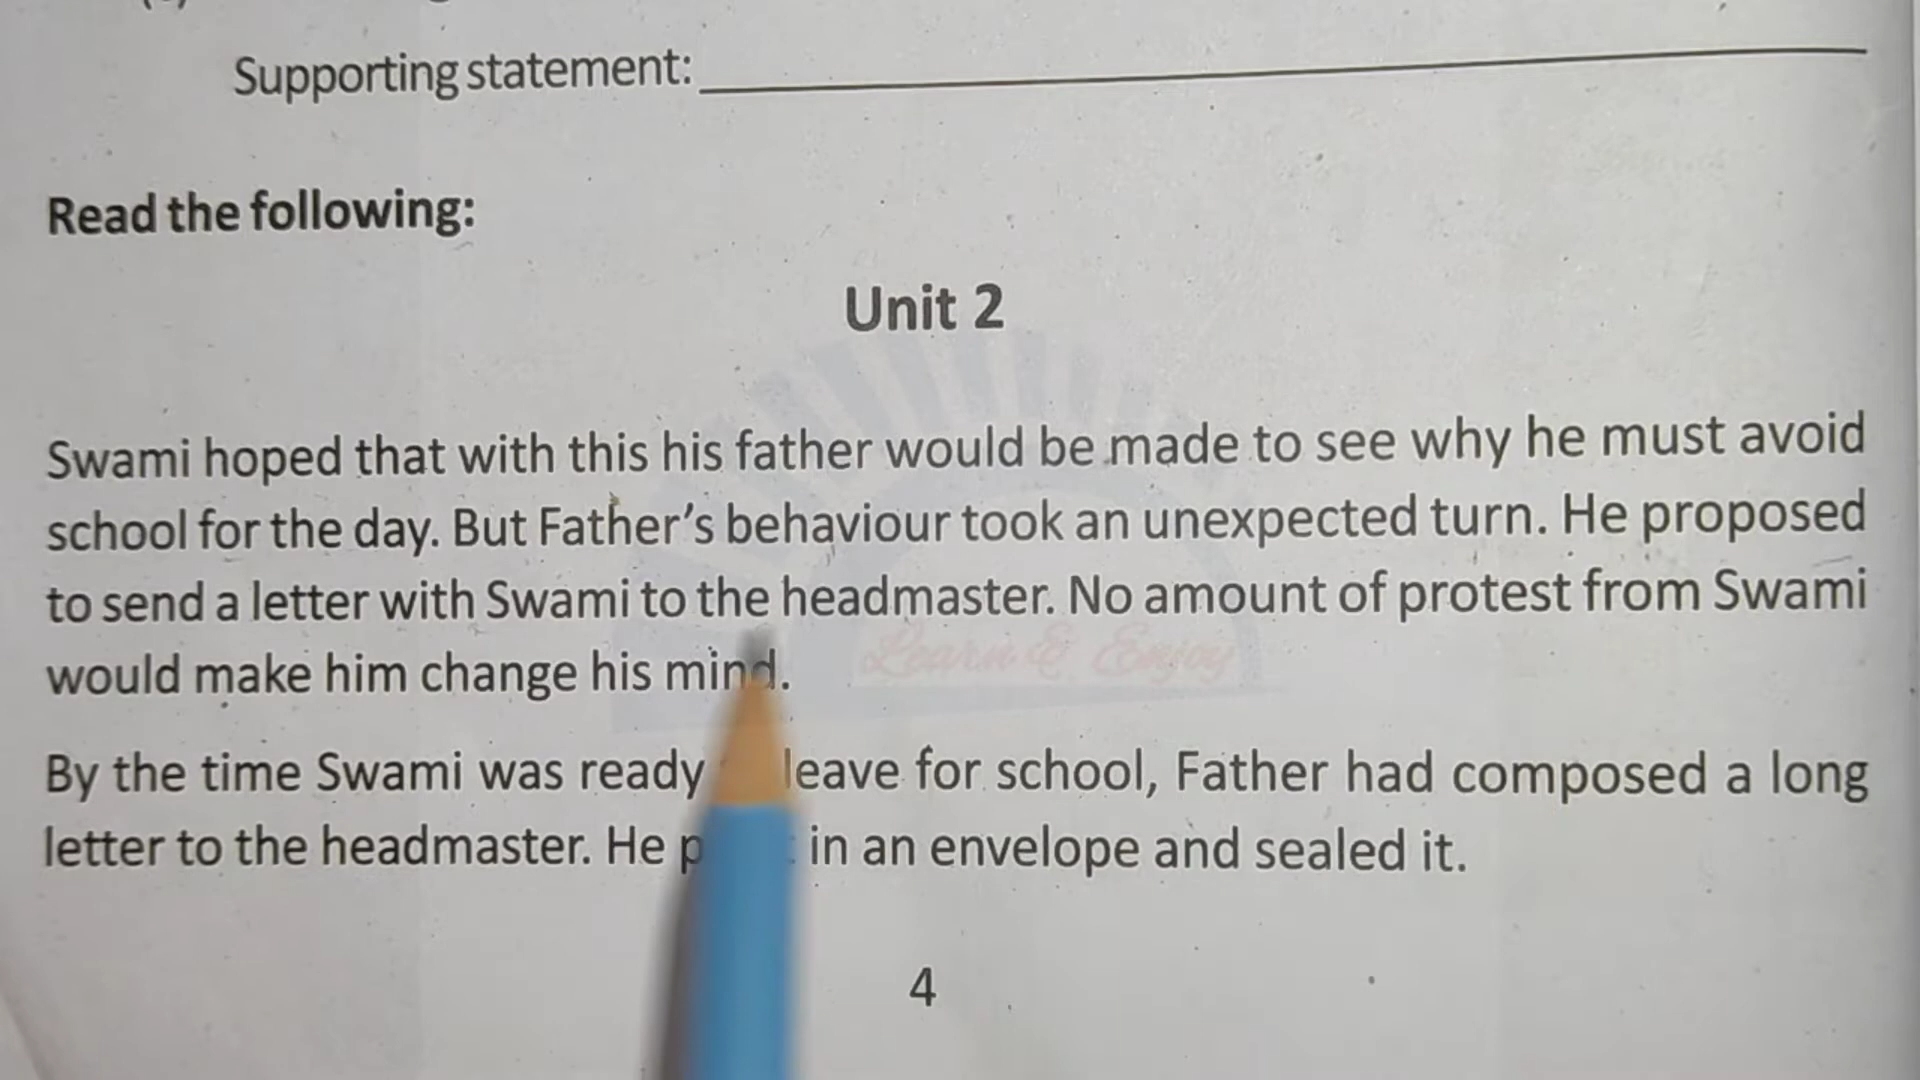 Supporting statement:
Read the following:
Unit 2
Swami hoped that with this his father would be made to see why he must avoid
school for the day. But Father's behaviour took an unexpected turn. He proposed
to send a letter with Swami to the headmaster. No amount of protest from Swami
would make him change his mind.
Learn & Enjoy
By the time Swami was ready leave for school, Father had composed a long
letter to the headmaster. He in an envelope and sealed it.
4